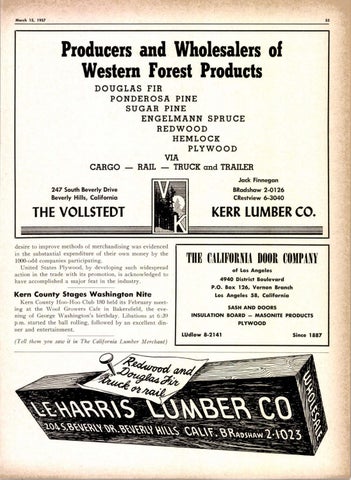 March 15, 1957
Producers and Wholesalers of
Western Forest Products
DOUGLAS FIR
PONDEROSA PINE
SUGAR PINE
ENGELMANN SPRUCE
REDWOOD
HEMLOCK
PLYWOOD
VIA
CARGO — RAIL — TRUCK and TRAILER
247 South Beverly Drive
Beverly Hills, California
Jack Finnegan
BRadshaw 2-0126
CRestview 6-3040
THE VOLLSTEDT
V
K
KERR LUMBER CO.
desire to improve methods of merchandising was evidenced
in the substantial expenditure of their own money by the
1000-odd companies participating.
United States Plywood, by developing such widespread
action in the trade with its promotion, is acknowledged to
have accomplished a major feat in the industry.
Kern County Stages Washington Nite
Kern County Hoo-Hoo Club 180 held its February meet-
ing at the Wool Growers Cafe in Bakersfield, the eve-
ning of George Washington's birthday. Libations at 6:30
p.m. started the ball rolling, followed by an excellent din-
ner and entertainment.
(Tell them you saw it in The California Lumber Merchant)
THE CALIFORNIA DOOR COMPANY
of Los Angeles
4940 District Boulevard
P.O. Box 126, Vernon Branch
Los Angeles 58, California
SASH AND DOORS
INSULATION BOARD — MASONITE PRODUCTS
PLYWOOD
LUdlow 8-2141
Since 1887
Redwood and
Douglas Fir
truck or rail
L·E·HARRIS LUMBER CO
204 S. BEVERLY DR. BEVERLY HILLS CALIF. BRADSHAW 2-1023
WHOLESALE